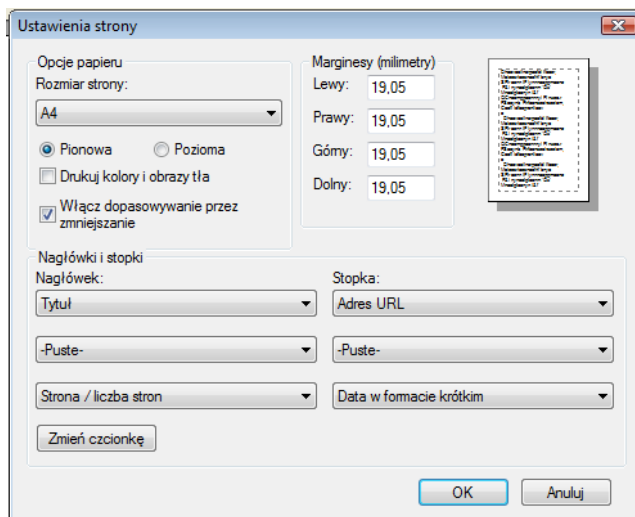 Ustawienia strony
Opcje papieru
Rozmiar strony:
A4
Pionowa
Pozioma
Drukuj kolory i obrazy tła
Włącz dopasowywanie przez
zmniejszanie
Marginesy (milimetry)
Lewy: 19,05
Prawy: 19,05
Górny: 19,05
Dolny: 19,05
Nagłówki i stopki
Nagłówek:
Tytuł
-Puste-
Strona / liczba stron
Zmień czcionkę
Stopka:
Adres URL
-Puste-
Data w formacie krótkim
OK
Anuluj